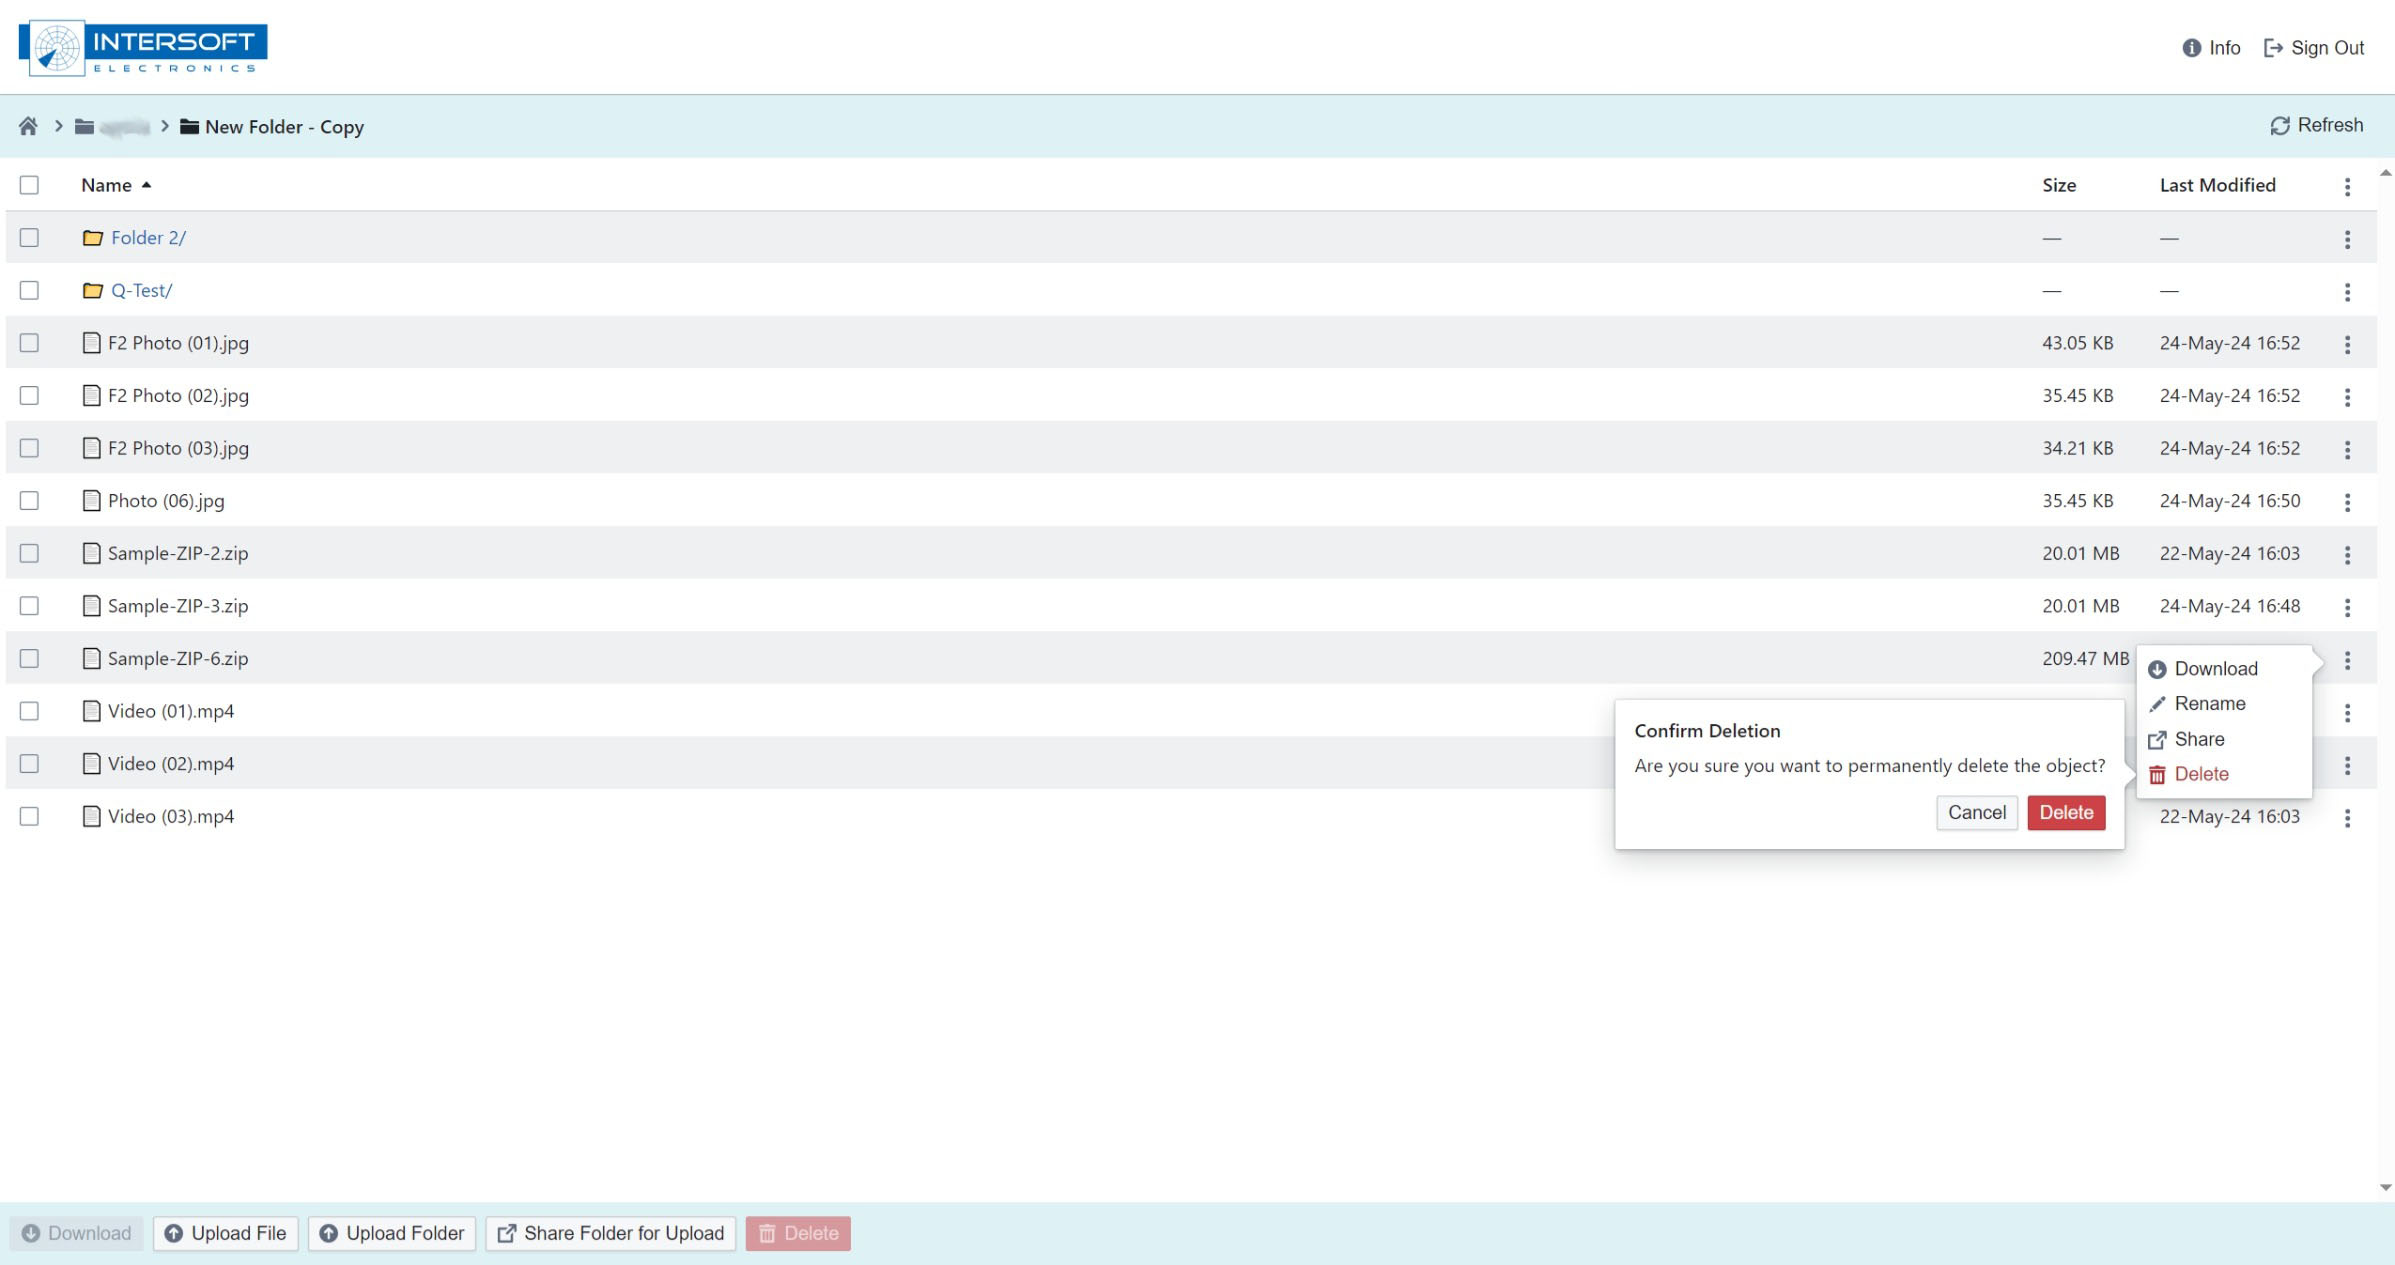 INTERSOFT
ELECTRONICS
Info Sign Out
New Folder - Copy
Refresh
Name Size Last Modified
Folder 2/ — —
Q-Test/ — —
F2 Photo (01).jpg 43.05 KB 24-May-24 16:52
F2 Photo (02).jpg 35.45 KB 24-May-24 16:52
F2 Photo (03).jpg 34.21 KB 24-May-24 16:52
Photo (06).jpg 35.45 KB 24-May-24 16:50
Sample-ZIP-2.zip 20.01 MB 22-May-24 16:03
Sample-ZIP-3.zip 20.01 MB 24-May-24 16:48
Sample-ZIP-6.zip 209.47 MB
Video (01).mp4
Video (02).mp4
Video (03).mp4 22-May-24 16:03
Download
Rename
Share
Delete
Confirm Deletion
Are you sure you want to permanently delete the object?
Cancel Delete
Download Upload File Upload Folder Share Folder for Upload Delete